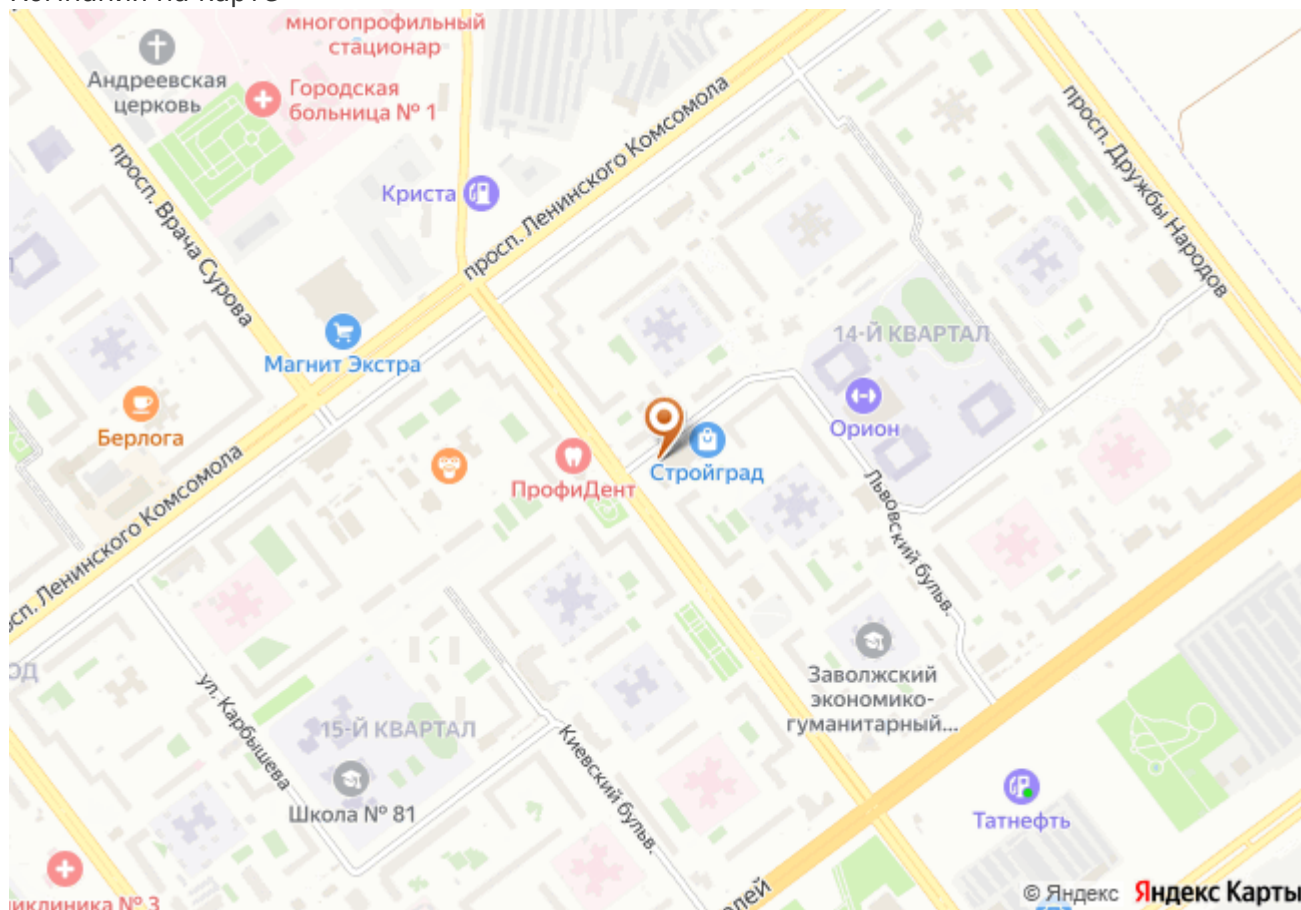 многопрофильный
стационар
Андреевская
церковь
Городская
больница № 1
просп. Ленинского Комсомола
просп. Дружбы Народов
Криста
просп. Врача Сурова
14-Й КВАРТАЛ
Магнит Экстра
Берлога
Орион
ПрофиДент
Стройград
Львовский бульв.
Ленинского Комсомола
Заволжский
экономико-
гуманитарный...
ул. Карбышева
15-Й КВАРТАЛ
Киевский бульв.
Школа № 81
Татнефть
№ 3
© Яндекс Яндекс Карты